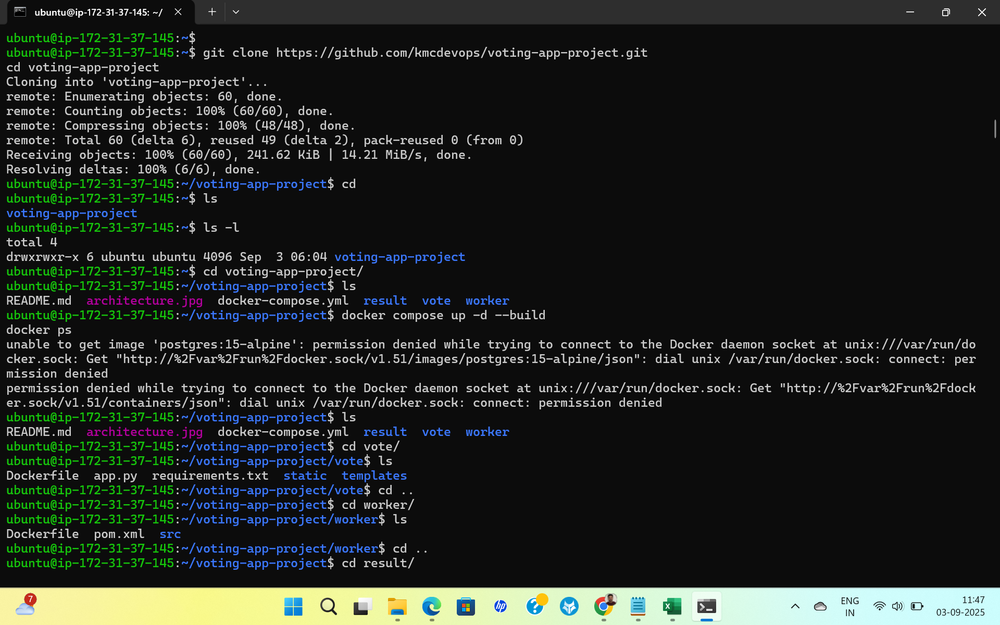 ubuntu@ip-172-31-37-145: ~/
ubuntu@ip-172-31-37-145:~$
ubuntu@ip-172-31-37-145:~$ git clone https://github.com/kmcdevops/voting-app-project.git
cd voting-app-project
Cloning into 'voting-app-project'...
remote: Enumerating objects: 60, done.
remote: Counting objects: 100% (60/60), done.
remote: Compressing objects: 100% (48/48), done.
remote: Total 60 (delta 6), reused 49 (delta 2), pack-reused 0 (from 0)
Receiving objects: 100% (60/60), 241.62 KiB | 14.21 MiB/s, done.
Resolving deltas: 100% (6/6), done.
ubuntu@ip-172-31-37-145:~/voting-app-project$ cd
ubuntu@ip-172-31-37-145:~$ ls
voting-app-project
ubuntu@ip-172-31-37-145:~$ ls -l
total 4
drwxrwxr-x 6 ubuntu ubuntu 4096 Sep  3 06:04 voting-app-project
ubuntu@ip-172-31-37-145:~$ cd voting-app-project/
ubuntu@ip-172-31-37-145:~/voting-app-project$ ls
README.md  architecture.jpg  docker-compose.yml  result  vote  worker
ubuntu@ip-172-31-37-145:~/voting-app-project$ docker compose up -d --build
docker ps
unable to get image 'postgres:15-alpine': permission denied while trying to connect to the Docker daemon socket at unix:///var/run/do
cker.sock: Get "http://%2Fvar%2Frun%2Fdocker.sock/v1.51/images/postgres:15-alpine/json": dial unix /var/run/docker.sock: connect: per
mission denied
permission denied while trying to connect to the Docker daemon socket at unix:///var/run/docker.sock: Get "http://%2Fvar%2Frun%2Fdock
er.sock/v1.51/containers/json": dial unix /var/run/docker.sock: connect: permission denied
ubuntu@ip-172-31-37-145:~/voting-app-project$ ls
README.md  architecture.jpg  docker-compose.yml  result  vote  worker
ubuntu@ip-172-31-37-145:~/voting-app-project$ cd vote/
ubuntu@ip-172-31-37-145:~/voting-app-project/vote$ ls
Dockerfile  app.py  requirements.txt  static  templates
ubuntu@ip-172-31-37-145:~/voting-app-project/vote$ cd ..
ubuntu@ip-172-31-37-145:~/voting-app-project$ cd worker/
ubuntu@ip-172-31-37-145:~/voting-app-project/worker$ ls
Dockerfile  pom.xml  src
ubuntu@ip-172-31-37-145:~/voting-app-project/worker$ cd ..
ubuntu@ip-172-31-37-145:~/voting-app-project$ cd result/
7
hp
ENG
IN
11:47
03-09-2025